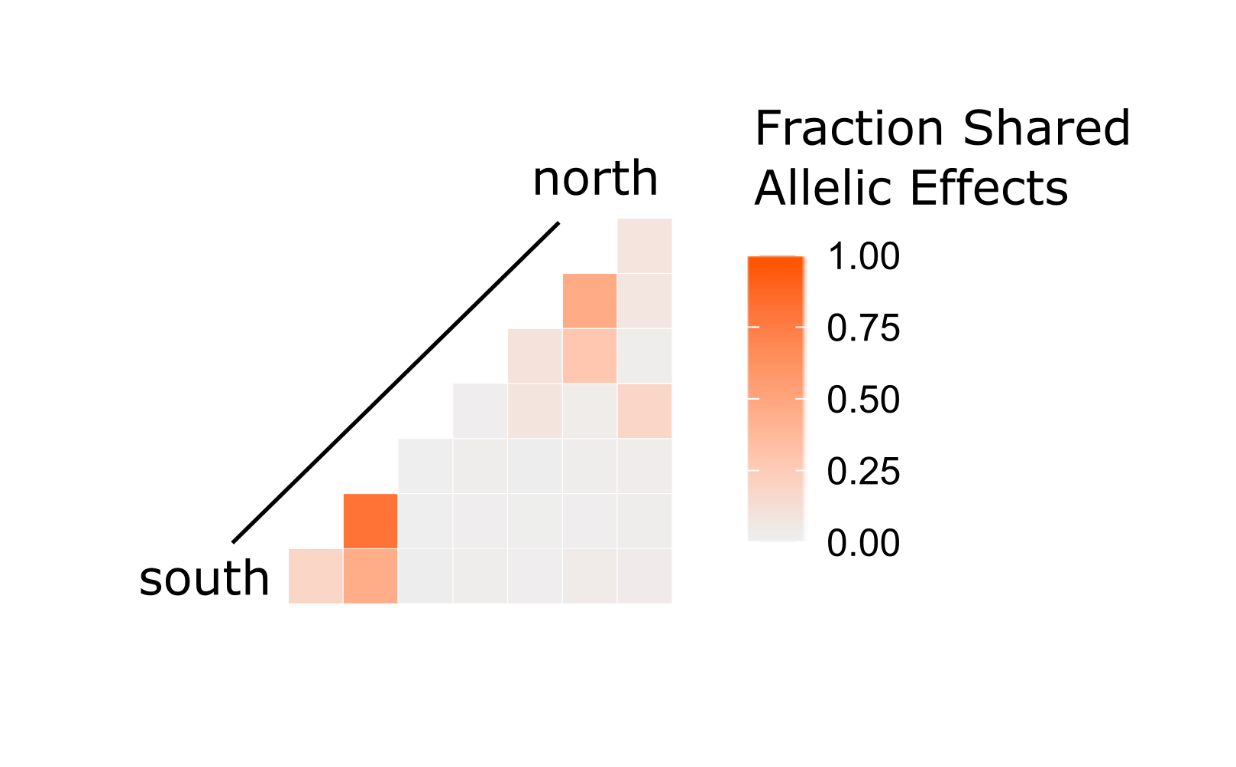 Fraction Shared
Allelic Effects
north
1.00
0.75
0.50
0.25
0.00
south